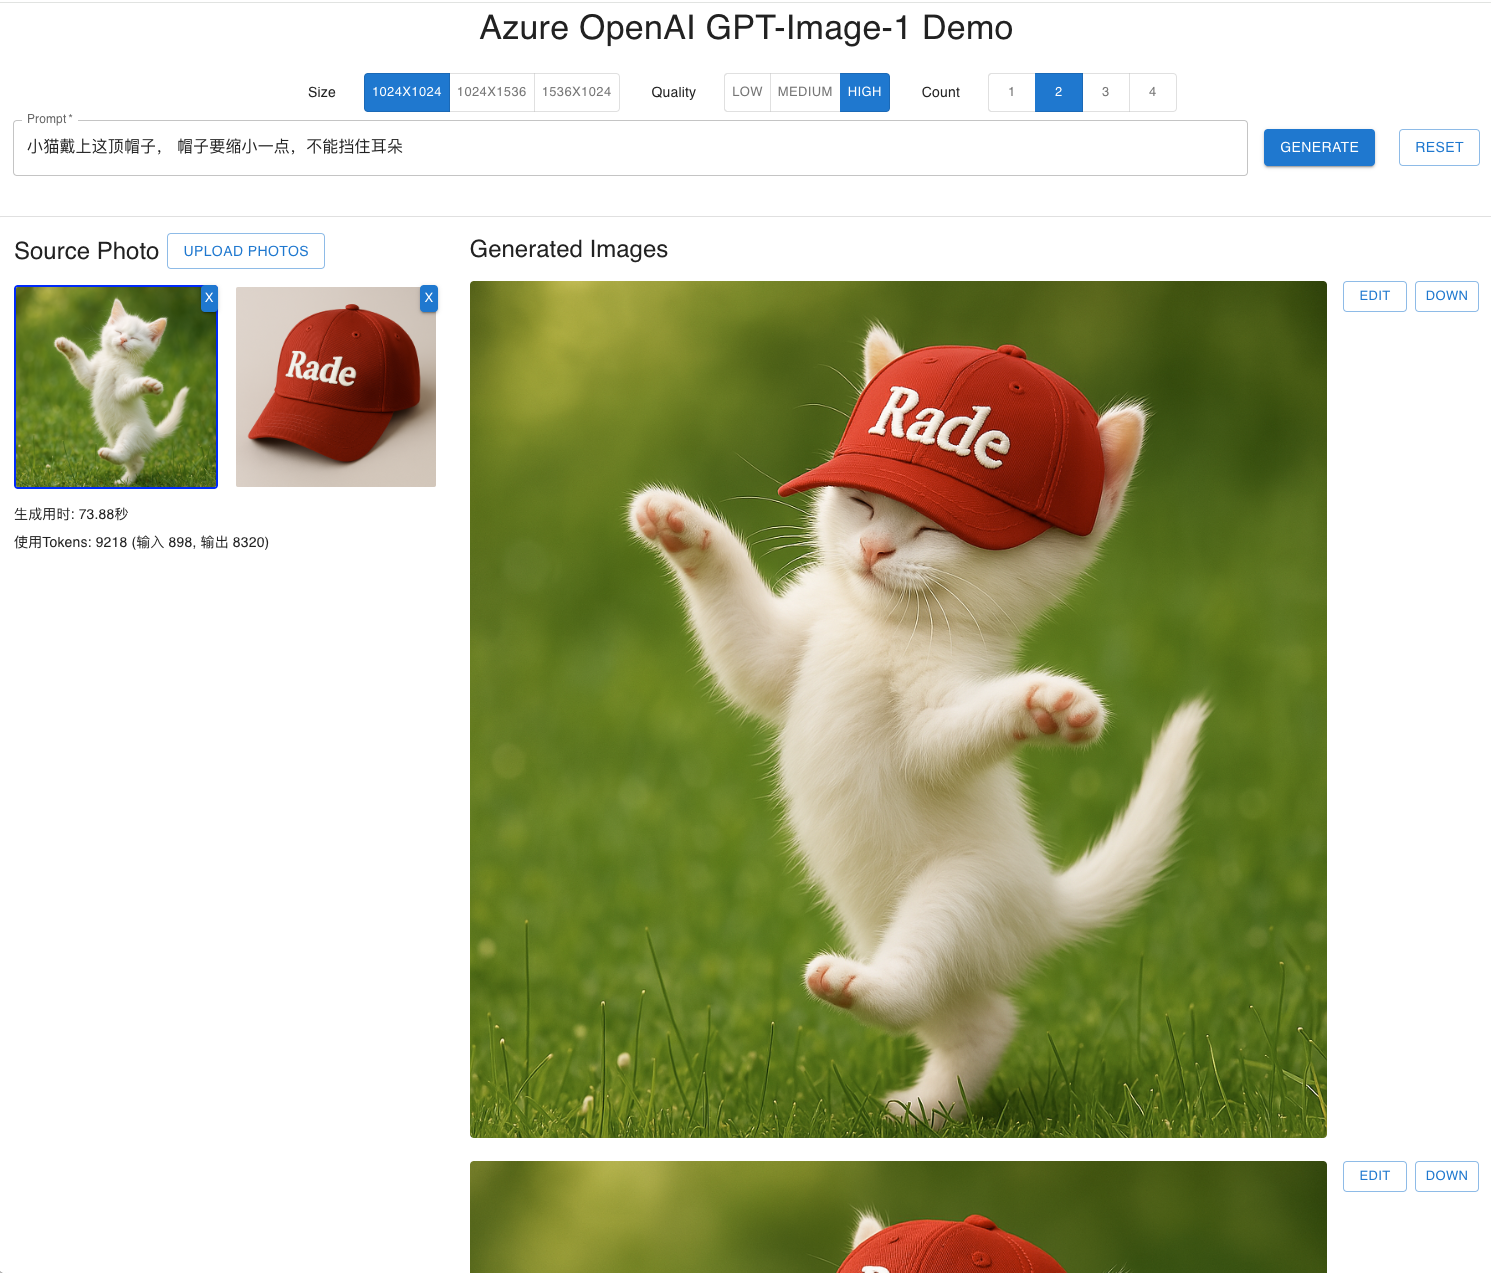 Azure OpenAI GPT-Image-1 Demo
Size 1024X1024 1024X1536 1536X1024 Quality LOW MEDIUM HIGH Count 1 2 3 4
Prompt *
小猫戴上这顶帽子， 帽子要缩小一点，不能挡住耳朵
GENERATE RESET
Source Photo UPLOAD PHOTOS
X
Rade
X
生成用时: 73.88秒
使用Tokens: 9218 (输入 898, 输出 8320)
Generated Images
Rade
EDIT DOWN
EDIT DOWN